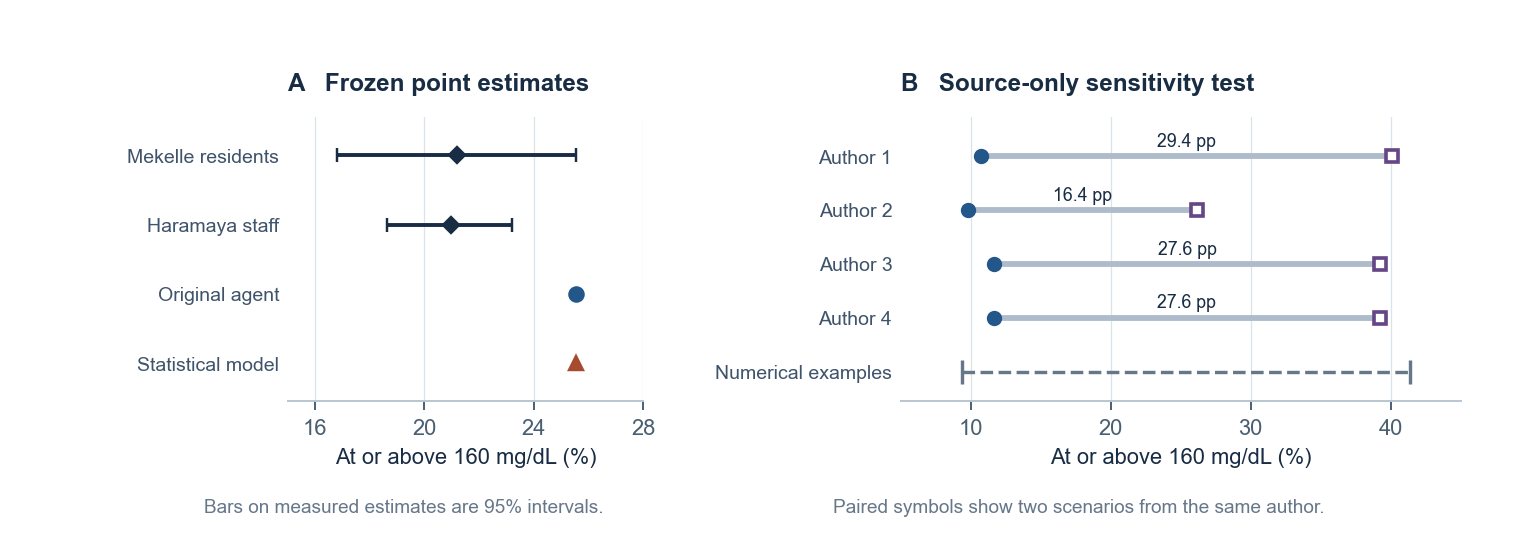 A Frozen point estimates
Mekelle residents
Haramaya staff
Original agent
Statistical model
16 20 24 28
At or above 160 mg/dL (%)
Bars on measured estimates are 95% intervals.
B Source-only sensitivity test
Author 1
29.4 pp
Author 2
16.4 pp
Author 3
27.6 pp
Author 4
27.6 pp
Numerical examples
10 20 30 40
At or above 160 mg/dL (%)
Paired symbols show two scenarios from the same author.